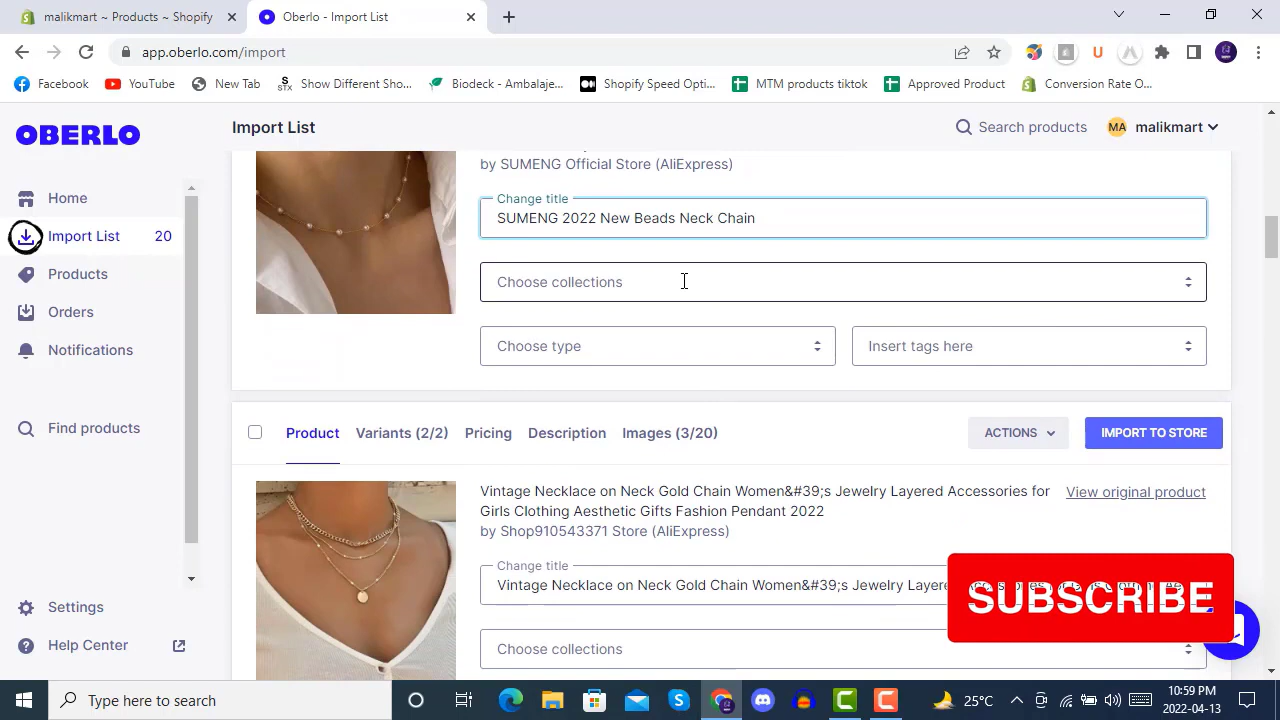 malikmart ~ Products ~ Shopify
Oberlo - Import List
app.oberlo.com/import
Facebook
YouTube
New Tab
Show Different Sho...
Biodeck - Ambalaje...
Shopify Speed Opti...
MTM products tiktok
Approved Product
Conversion Rate O...
OBERLO
Import List
Search products
MA
malikmart
Home
Import List
20
Products
Orders
Notifications
Find products
Settings
Help Center
by SUMENG Official Store (AliExpress)
Change title
SUMENG 2022 New Beads Neck Chain
Choose collections
Choose type
Insert tags here
Product
Variants (2/2)
Pricing
Description
Images (3/20)
ACTIONS
IMPORT TO STORE
Vintage Necklace on Neck Gold Chain Women&#39;s Jewelry Layered Accessories for
Girls Clothing Aesthetic Gifts Fashion Pendant 2022
View original product
by Shop910543371 Store (AliExpress)
Change title
Vintage Necklace on Neck Gold Chain Women&#39;s Jewelry Layere
Choose collections
SUBSCRIBE
Type here to search
25°C
10:59 PM
2022-04-13